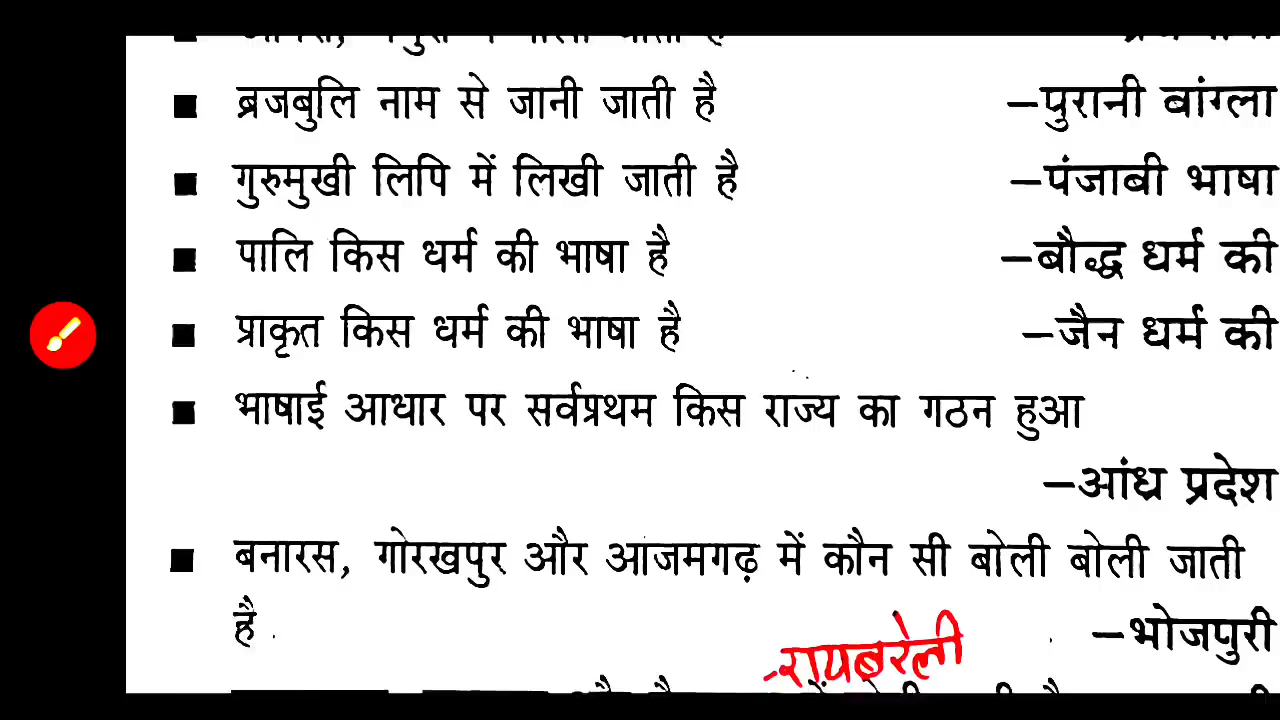 ब्रजबुलि नाम से जानी जाती है –पुरानी बांग्ला
गुरुमुखी लिपि में लिखी जाती है –पंजाबी भाषा
पालि किस धर्म की भाषा है –बौद्ध धर्म की
प्राकृत किस धर्म की भाषा है –जैन धर्म की
भाषाई आधार पर सर्वप्रथम किस राज्य का गठन हुआ
–आंध्र प्रदेश
बनारस, गोरखपुर और आजमगढ़ में कौन सी बोली बोली जाती
है –भोजपुरी
-रायबरेली